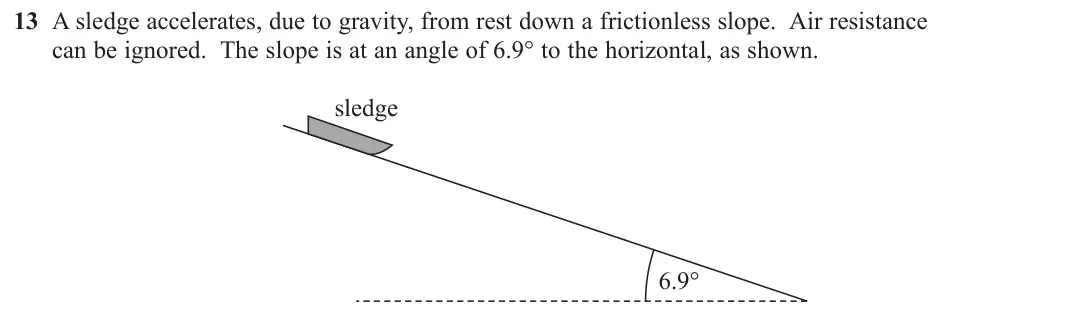 13 A sledge accelerates, due to gravity, from rest down a frictionless slope. Air resistance
can be ignored. The slope is at an angle of 6.9° to the horizontal, as shown.
sledge
6.9°